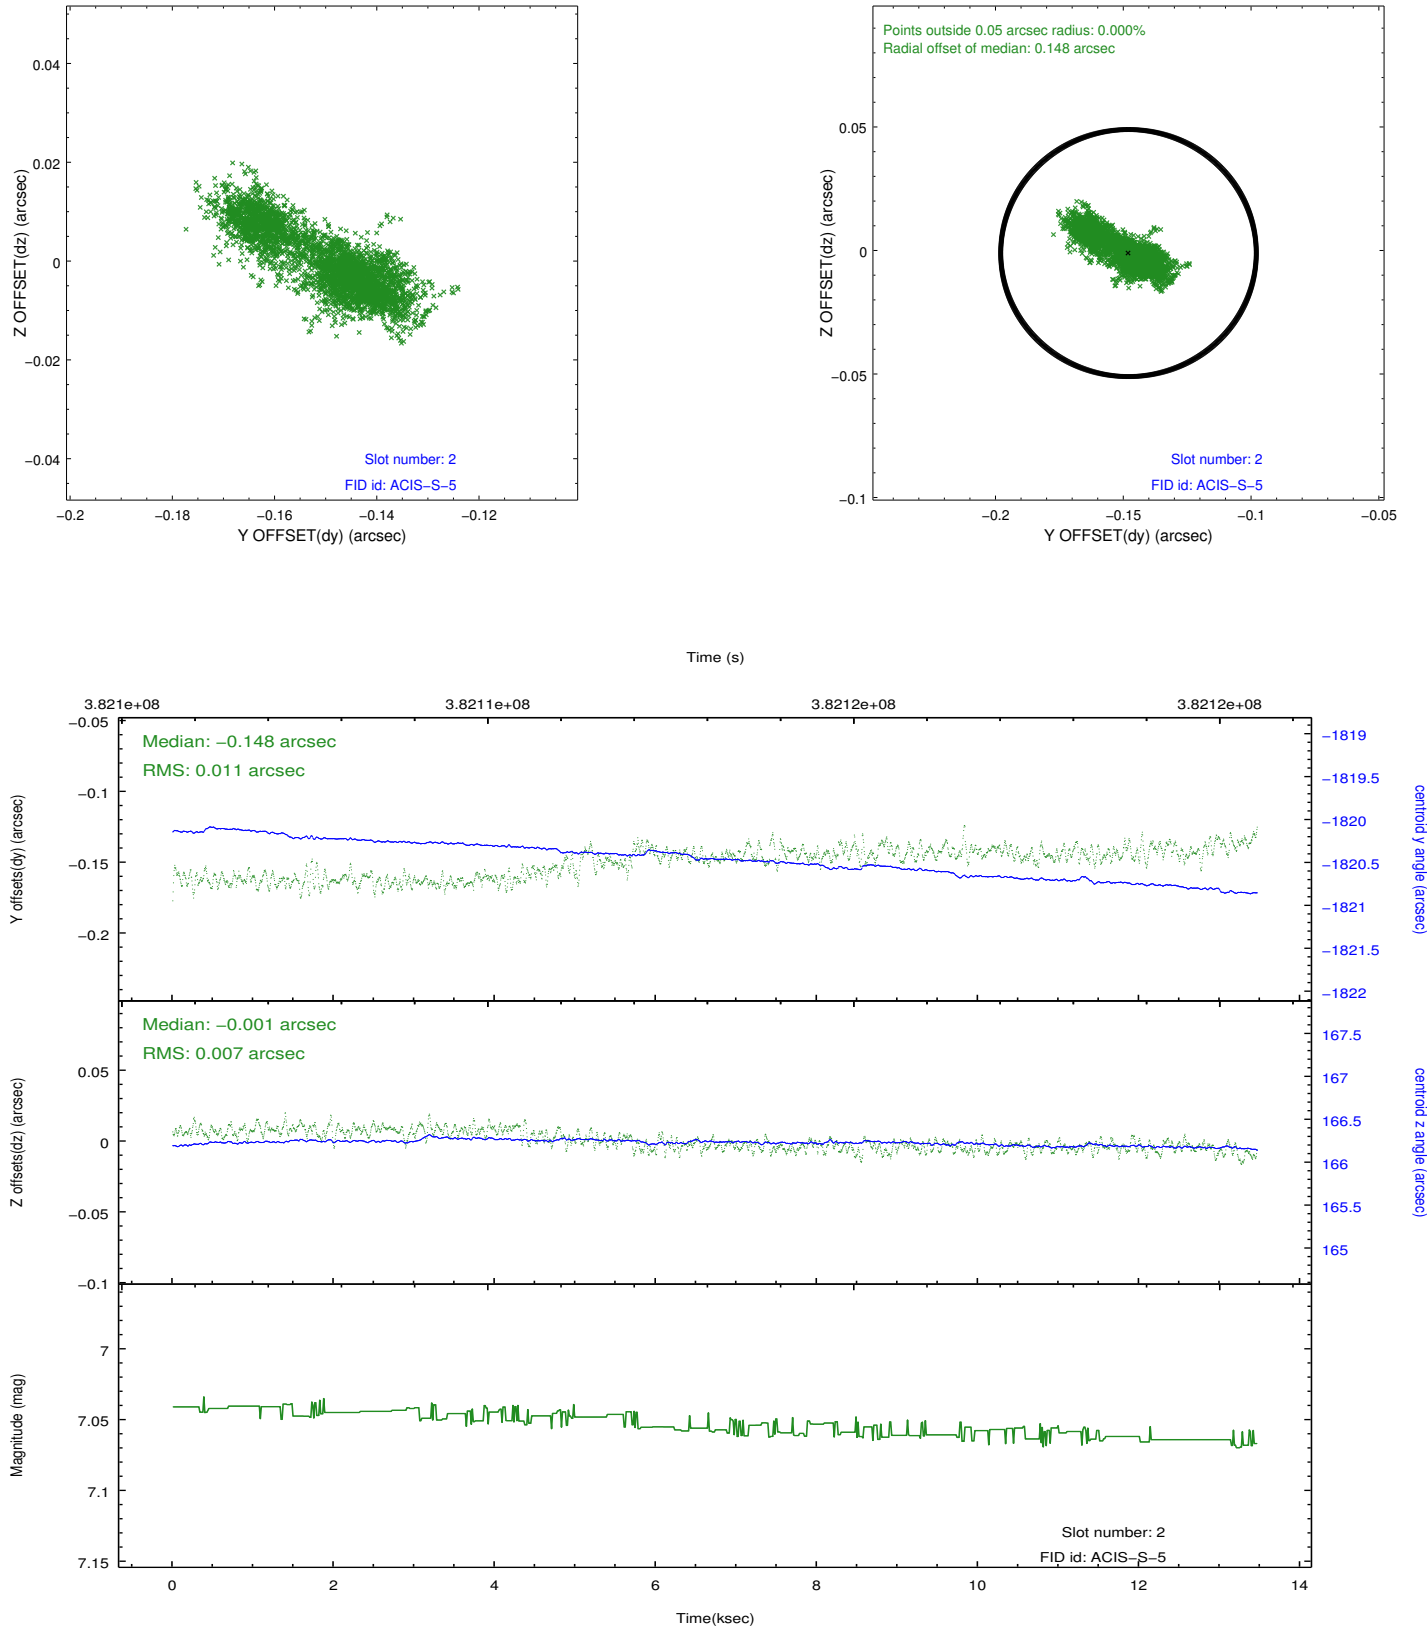 0.04
0.02
0
−0.02
−0.04
Z OFFSET(dz) (arcsec)
Slot number: 2
FID id: ACIS−S−5
−0.2
−0.18
−0.16
−0.14
−0.12
Y OFFSET(dy) (arcsec)
Points outside 0.05 arcsec radius: 0.000%
Radial offset of median: 0.148 arcsec
0.05
0
−0.05
−0.1
Z OFFSET(dz) (arcsec)
Slot number: 2
FID id: ACIS−S−5
−0.2
−0.15
−0.1
−0.05
Y OFFSET(dy) (arcsec)
Time (s)
3.821e+08
3.8211e+08
3.8212e+08
3.8212e+08
Median: −0.148 arcsec
RMS: 0.011 arcsec
−0.05
−0.1
−0.15
−0.2
Y offsets(dy) (arcsec)
−1819
−1819.5
−1820
−1820.5
−1821
−1821.5
−1822
centroid y angle (arcsec)
Median: −0.001 arcsec
RMS: 0.007 arcsec
0.05
0
−0.05
−0.1
Z offsets(dz) (arcsec)
167.5
167
166.5
166
165.5
165
centroid z angle (arcsec)
7
7.05
7.1
7.15
Magnitude (mag)
Slot number: 2
FID id: ACIS−S−5
0
2
4
6
8
10
12
14
Time(ksec)